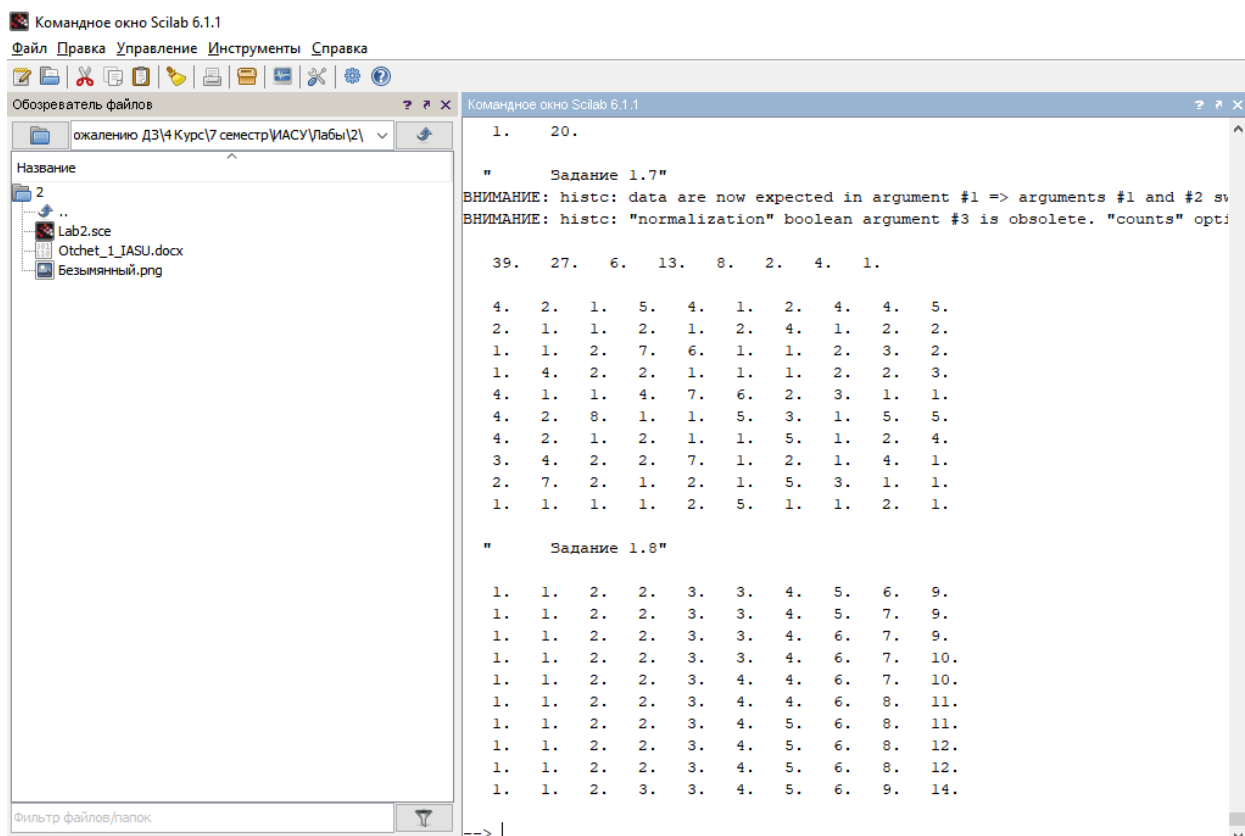 Командное окно Scilab 6.1.1
Файл Правка Управление Инструменты Справка
Обозреватель файлов
ожалению ДЗ\4 Курс\7 семестр\ИАСУ\Лабы\2\
Название
2
..
Lab2.sce
Otchet_1_IASU.docx
Безымянный.png
Фильтр файлов/папок
Командное окно Scilab 6.1.1
1. 20.
" Задание 1.7"
ВНИМАНИЕ: histc: data are now expected in argument #1 => arguments #1 and #2 sw
ВНИМАНИЕ: histc: "normalization" boolean argument #3 is obsolete. "counts" opti
39. 27. 6. 13. 8. 2. 4. 1.
4. 2. 1. 5. 4. 1. 2. 4. 4. 5.
2. 1. 1. 2. 1. 2. 4. 1. 2. 2.
1. 1. 2. 7. 6. 1. 1. 2. 3. 2.
1. 4. 2. 2. 1. 1. 1. 2. 2. 3.
4. 1. 1. 4. 7. 6. 2. 3. 1. 1.
4. 2. 8. 1. 1. 5. 3. 1. 5. 5.
4. 2. 1. 2. 1. 1. 5. 1. 2. 4.
3. 4. 2. 2. 7. 1. 2. 1. 4. 1.
2. 7. 2. 1. 2. 1. 5. 3. 1. 1.
1. 1. 1. 1. 2. 5. 1. 1. 2. 1.
" Задание 1.8"
1. 1. 2. 2. 3. 3. 4. 5. 6. 9.
1. 1. 2. 2. 3. 3. 4. 5. 7. 9.
1. 1. 2. 2. 3. 3. 4. 6. 7. 9.
1. 1. 2. 2. 3. 3. 4. 6. 7. 10.
1. 1. 2. 2. 3. 4. 4. 6. 7. 10.
1. 1. 2. 2. 3. 4. 4. 6. 8. 11.
1. 1. 2. 2. 3. 4. 5. 6. 8. 11.
1. 1. 2. 2. 3. 4. 5. 6. 8. 12.
1. 1. 2. 2. 3. 4. 5. 6. 8. 12.
1. 1. 2. 3. 3. 4. 5. 6. 9. 14.
-->